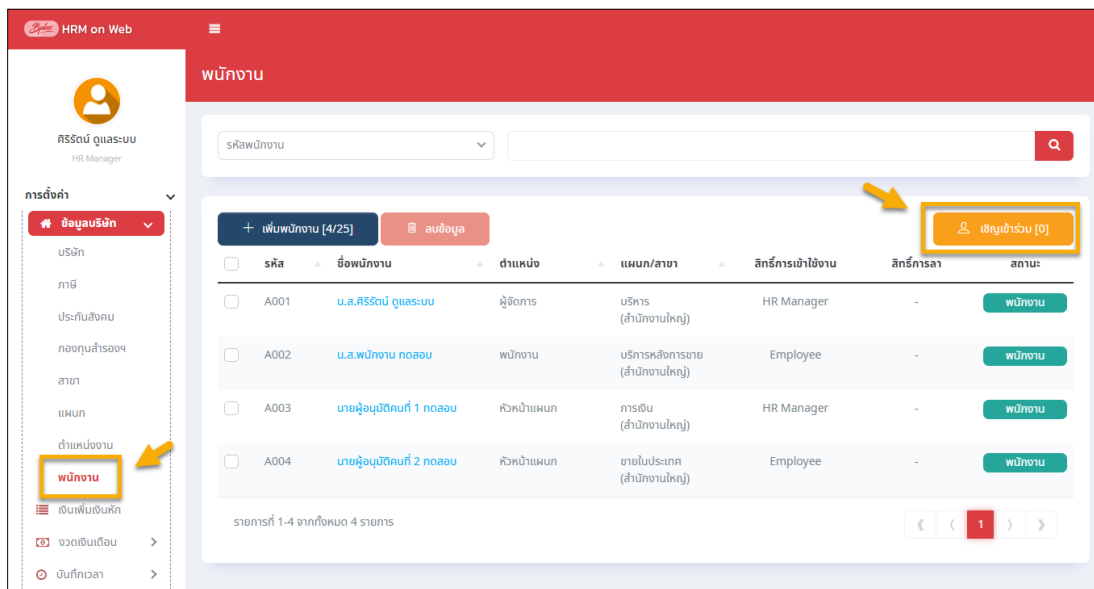 Bplus HRM on Web
พนักงาน
ศิริรัตน์ ดูแลระบบ
HR Manager
รหัสพนักงาน
การตั้งค่า
ข้อมูลบริษัท
บริษัท
ภาษี
ประกันสังคม
กองทุนสำรองฯ
สาขา
แผนก
ตำแหน่งงาน
พนักงาน
เงินเพิ่มเงินหัก
งวดเงินเดือน
บันทึกเวลา
+ เพิ่มพนักงาน [4/25] ลบข้อมูล เชิญเข้าร่วม [0]
รหัส ชื่อพนักงาน ตำแหน่ง แผนก/สาขา สิทธิ์การเข้าใช้งาน สิทธิ์การลา สถานะ
A001 น.ส.ศิริรัตน์ ดูแลระบบ ผู้จัดการ บริหาร HR Manager - พนักงาน
(สำนักงานใหญ่)
A002 น.ส.พนักงาน ทดสอบ พนักงาน บริการหลังการขาย Employee - พนักงาน
(สำนักงานใหญ่)
A003 นายผู้อนุมัติคนที่ 1 ทดสอบ หัวหน้าแผนก การเงิน HR Manager - พนักงาน
(สำนักงานใหญ่)
A004 นายผู้อนุมัติคนที่ 2 ทดสอบ หัวหน้าแผนก ขายในประเทศ Employee - พนักงาน
(สำนักงานใหญ่)
รายการที่ 1-4 จากทั้งหมด 4 รายการ
1